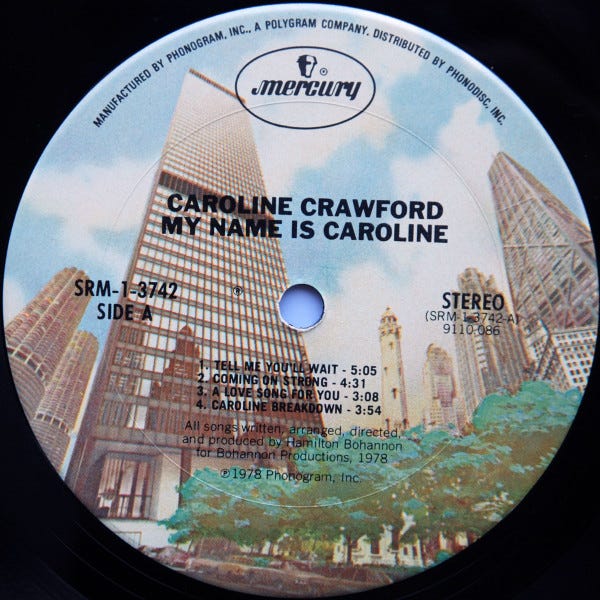 MANUFACTURED BY PHONOGRAM, INC., A POLYGRAM COMPANY. DISTRIBUTED BY PHONODISC, INC.
®
mercury
CAROLINE CRAWFORD
MY NAME IS CAROLINE
SRM-1-3742 ℗ STEREO
SIDE A (SRM-1-3742-A)
9110-086
1. TELL ME YOU'LL WAIT - 5:05
2. COMING ON STRONG - 4:31
3. A LOVE SONG FOR YOU - 3:08
4. CAROLINE BREAKDOWN - 3:54
All songs written, arranged, directed,
and produced by Hamilton Bohannon
for Bohannon Productions, 1978
℗1978 Phonogram, Inc.